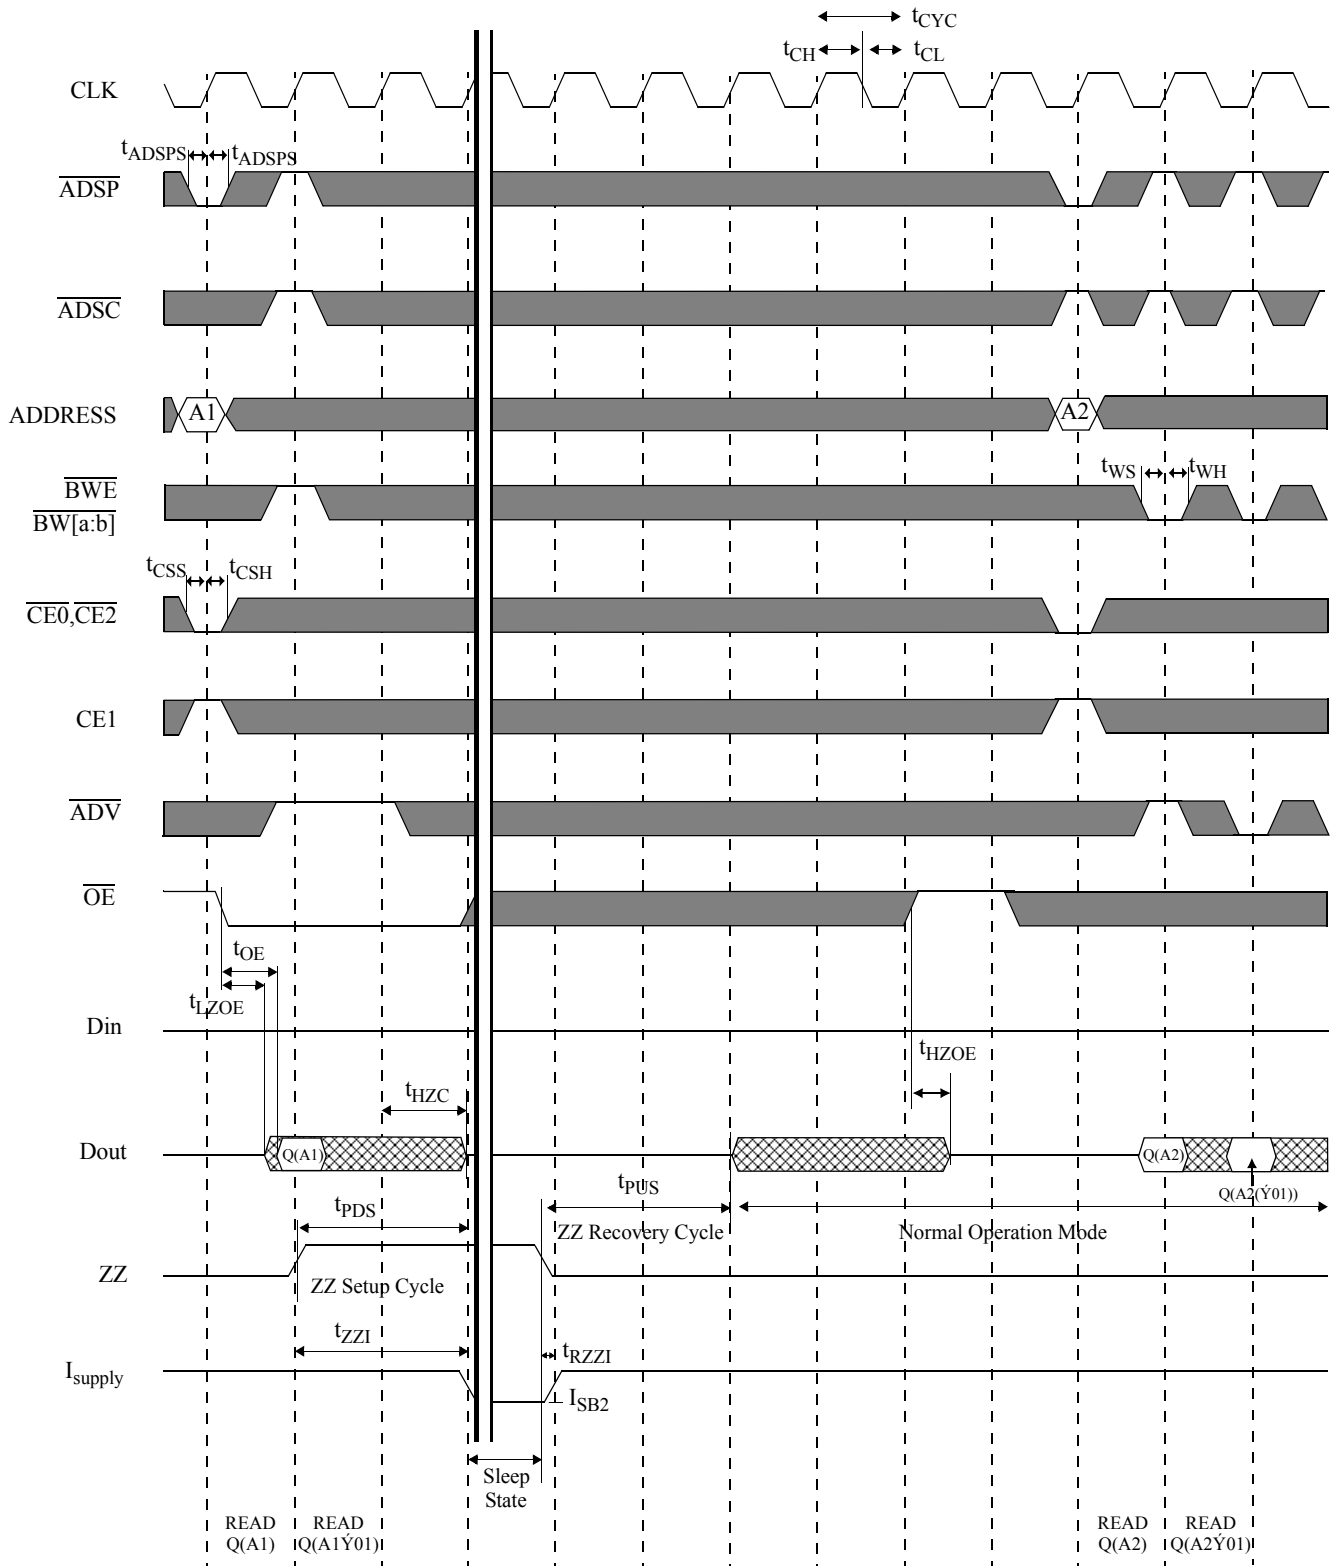 tCYC
tCH
tCL
CLK
tADSPS
tADSPS
ADSP
ADSC
ADDRESS
A1
A2
tWS
tWH
BWE
BW[a:b]
tCSS
tCSH
CE0,CE2
CE1
ADV
OE
tOE
tLZOE
Din
tHZOE
tHZC
Dout
Q(A1)
Q(A2)
Q(A2(Ý01))
tPUS
tPDS
ZZ Recovery Cycle
Normal Operation Mode
ZZ
ZZ Setup Cycle
tZZI
tRZZI
Isupply
ISB2
Sleep
State
READ
Q(A1)
READ
Q(A1Ý01)
READ
Q(A2)
READ
Q(A2Ý01)